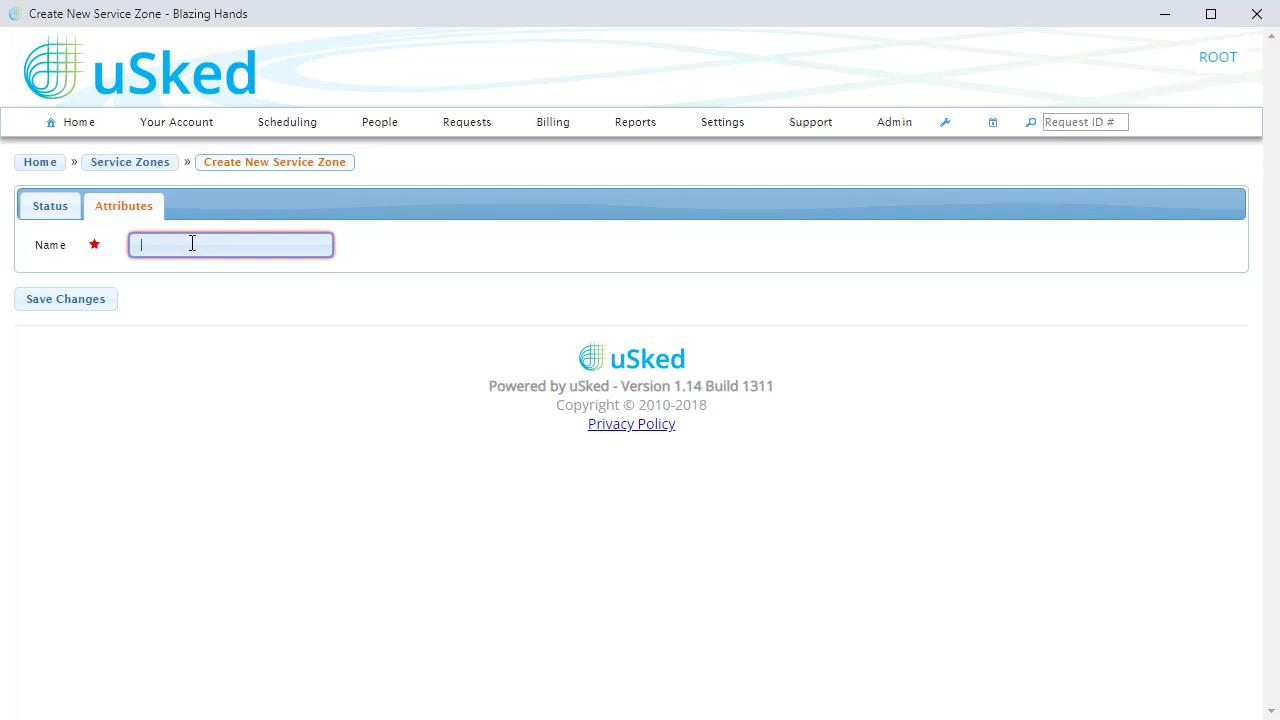 Create New Service Zone - Blazing Hands
uSked
ROOT
Home Your Account Scheduling People Requests Billing Reports Settings Support Admin Request ID #
Home » Service Zones » Create New Service Zone
Status Attributes
Name
Save Changes
uSked
Powered by uSked - Version 1.14 Build 1311
Copyright © 2010-2018
Privacy Policy